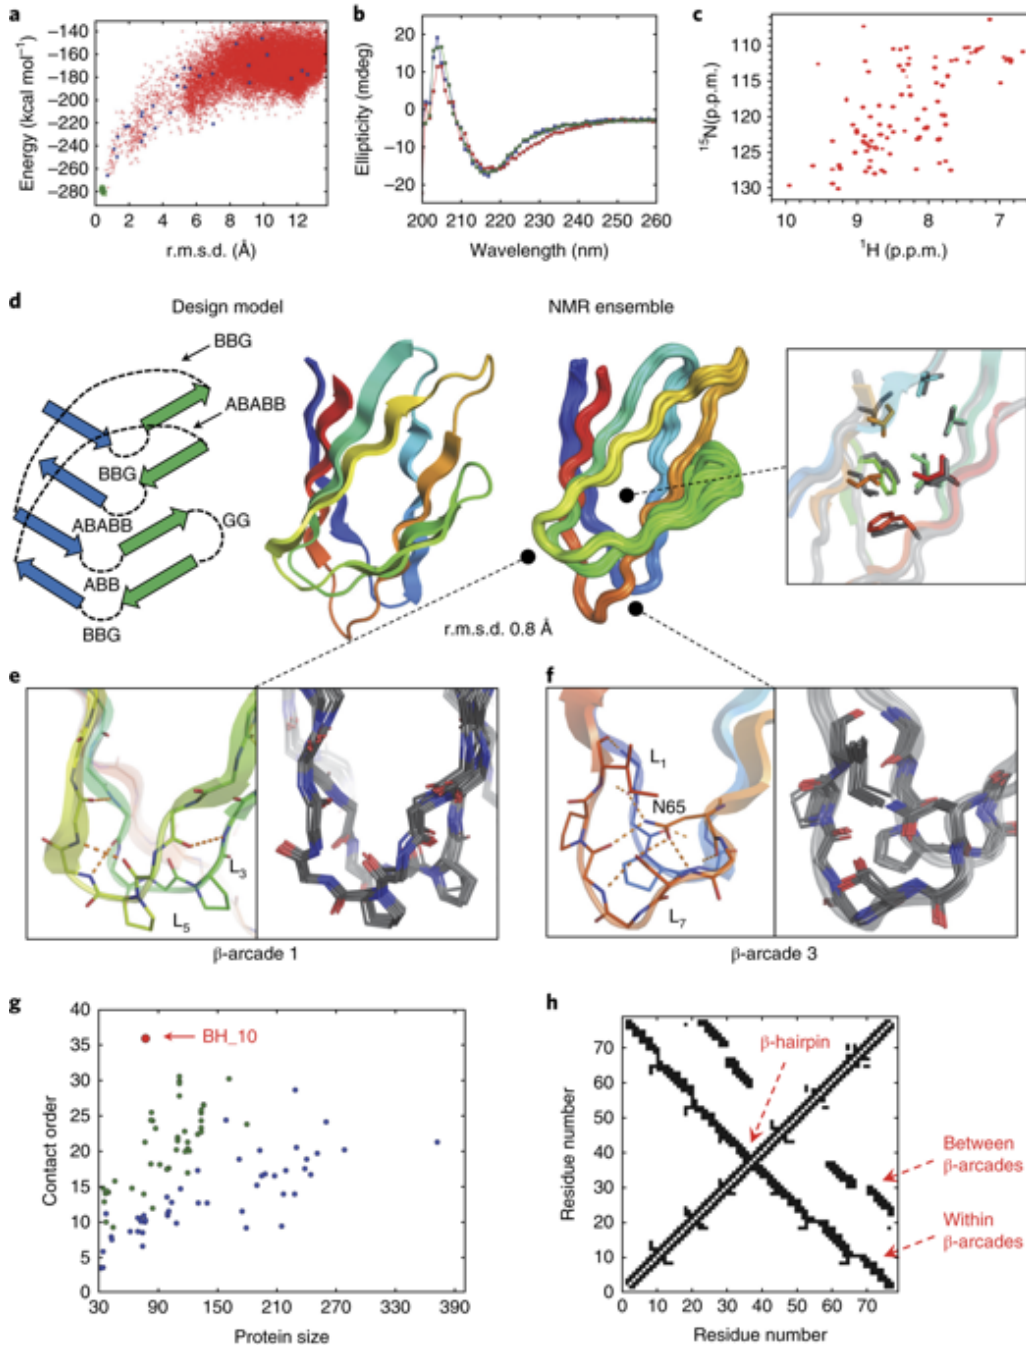 a
b
c
Energy (kcal mol⁻¹)
−140
−160
−180
−200
−220
−240
−260
−280
0 2 4 6 8 10 12
r.m.s.d. (Å)
Ellipticity (mdeg)
20
10
0
−10
−20
200 210 220 230 240 250 260
Wavelength (nm)
¹⁵N(p.p.m.)
110
115
120
125
130
10 9 8 7
¹H (p.p.m.)
d
Design model
NMR ensemble
BBG
ABABB
BBG
ABABB
GG
ABB
BBG
r.m.s.d. 0.8 Å
e
f
L₃
L₅
L₁
N65
L₇
β-arcade 1
β-arcade 3
g
h
Contact order
40
35
30
25
20
15
10
5
0
30 90 150 210 270 330 390
Protein size
BH_10
Residue number
70
60
50
40
30
20
10
0
0 10 20 30 40 50 60 70
Residue number
β-hairpin
Between
β-arcades
Within
β-arcades